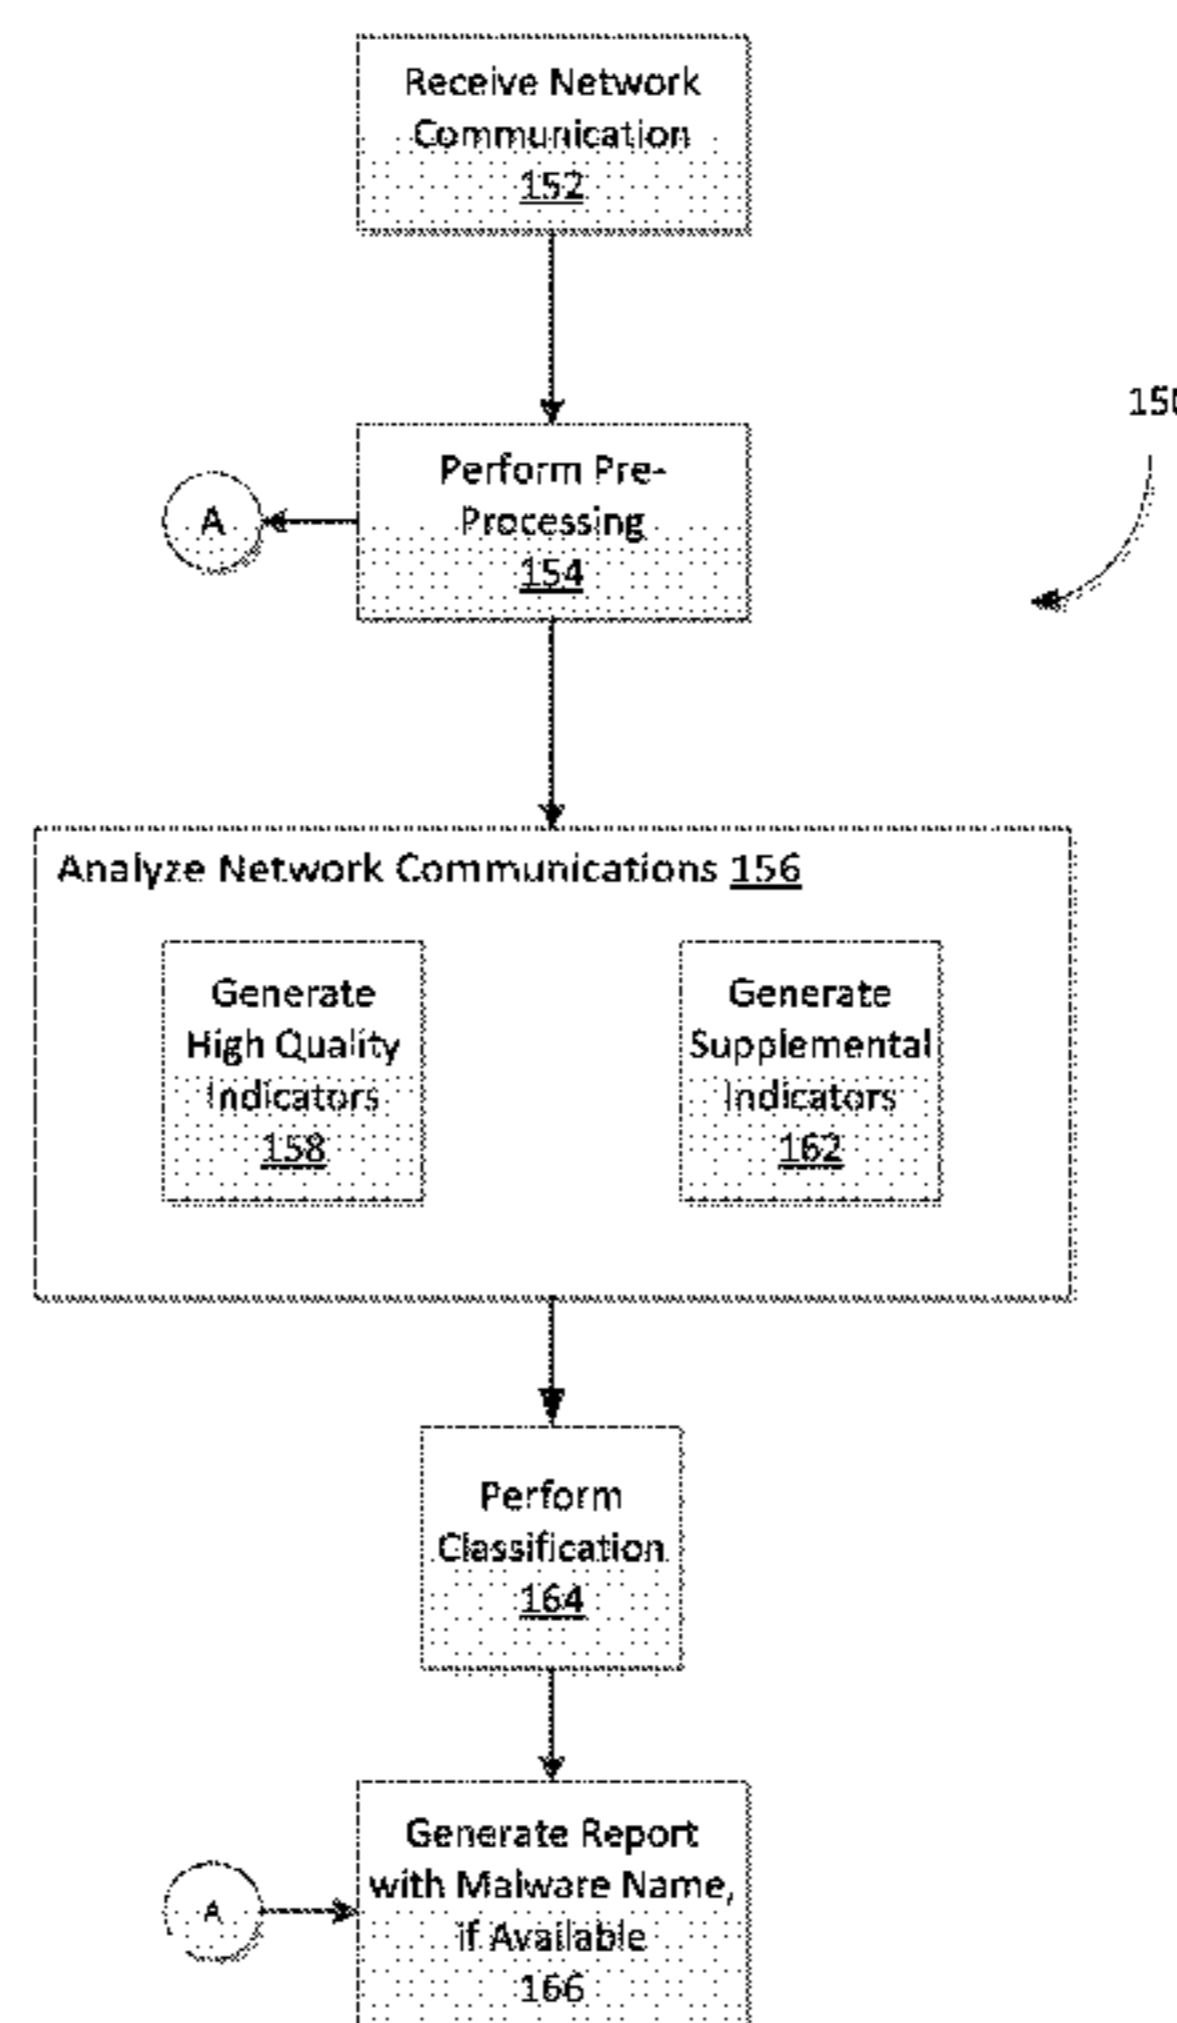 Receive Network
Communication
152
150
Perform Pre-
Processing
154
A
Analyze Network Communications 156
Generate
High Quality
Indicators
158
Generate
Supplemental
Indicators
162
Perform
Classification
164
Generate Report
with Malware Name,
if Available
166
A